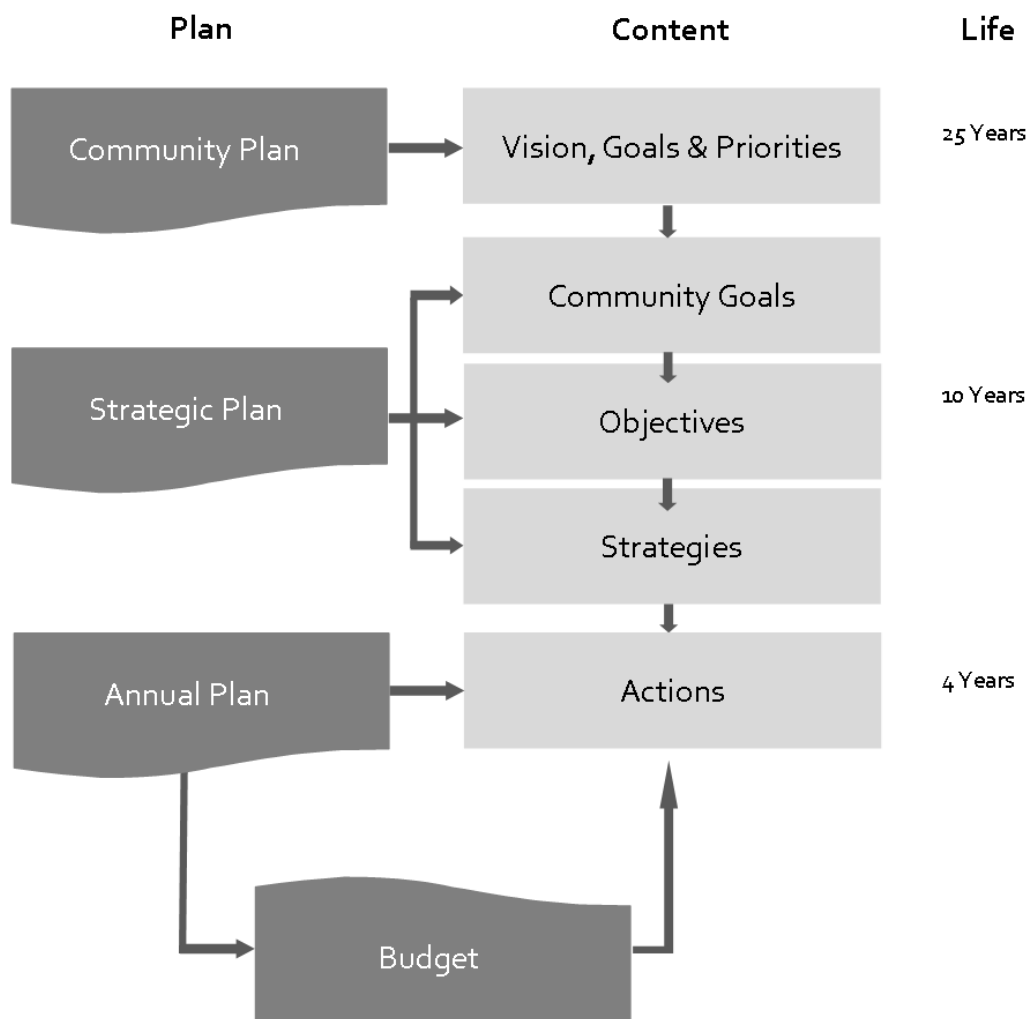 Plan
Content
Life
Community Plan
Vision, Goals & Priorities
25 Years
Community Goals
Strategic Plan
Objectives
10 Years
Strategies
Annual Plan
Actions
4 Years
Budget